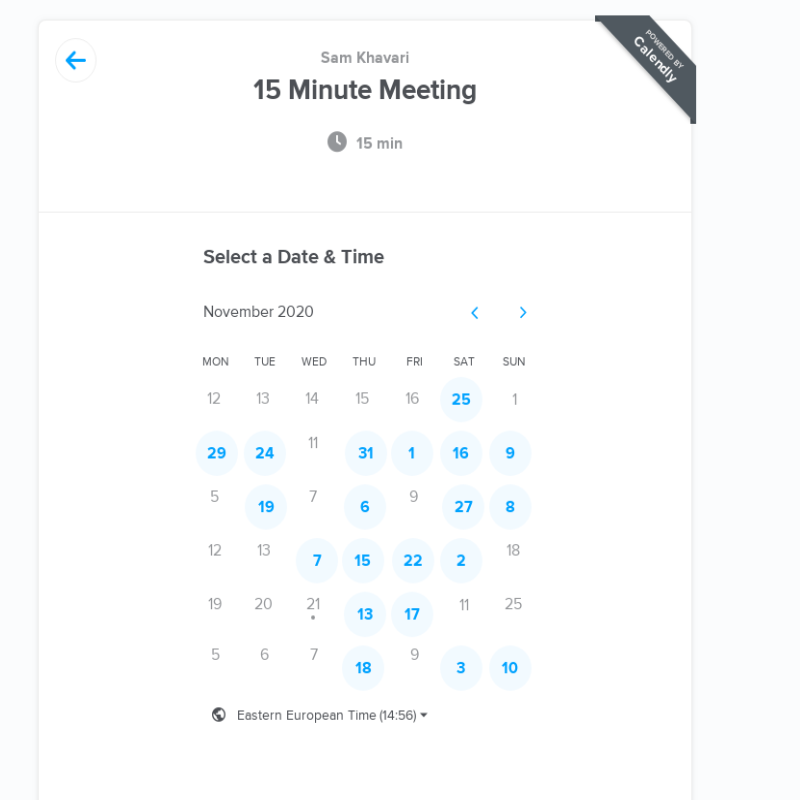 POWERED BY
Calendly
Sam Khavari
15 Minute Meeting
15 min
Select a Date & Time
November 2020
MON TUE WED THU FRI SAT SUN
12 13 14 15 16 25 1
29 24 11 31 1 16 9
5 19 7 6 9 27 8
12 13 7 15 22 2 18
19 20 21 13 17 11 25
5 6 7 18 9 3 10
Eastern European Time (14:56)